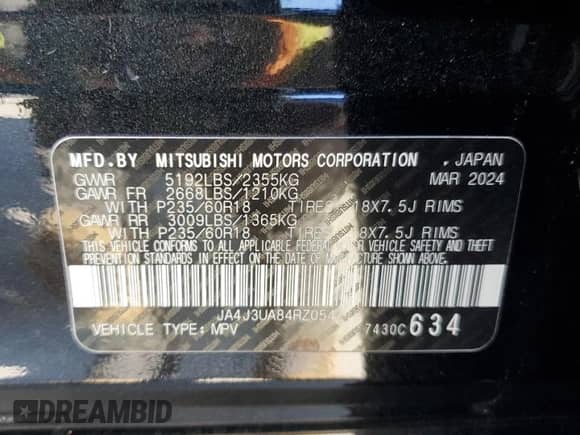 MFD.BY MITSUBISHI MOTORS CORPORATION , JAPAN
GVWR 5192LBS/2355KG MAR 2024
GAWR FR 2668LBS/1210KG
WITH P235/60R18 TIRES, 18X7.5J RIMS
GAWR RR 3009LBS/1365KG
WITH P235/60R18 TIRES, 18X7.5J RIMS
THIS VEHICLE CONFORMS TO ALL APPLICABLE FEDERAL MOTOR VEHICLE SAFETY AND THEFT
PREVENTION STANDARDS IN EFFECT ON THE DATE OF MANUFACTURE SHOWN ABOVE.
JA4J3UA84RZ054
VEHICLE TYPE: MPV 7430C 634
DREAMBID